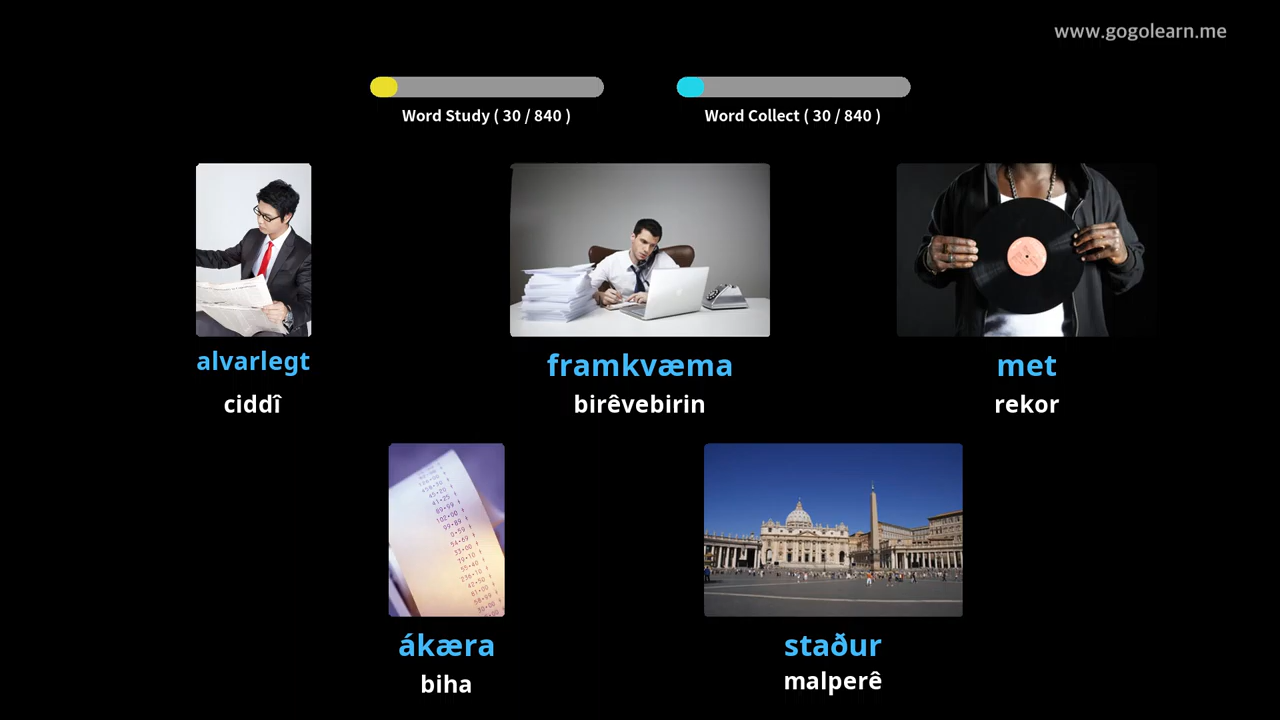 www.gogolearn.me
Word Study ( 30 / 840 )
Word Collect ( 30 / 840 )
alvarlegt
ciddî
framkvæma
birêvebirin
met
rekor
ákæra
biha
staður
malperê